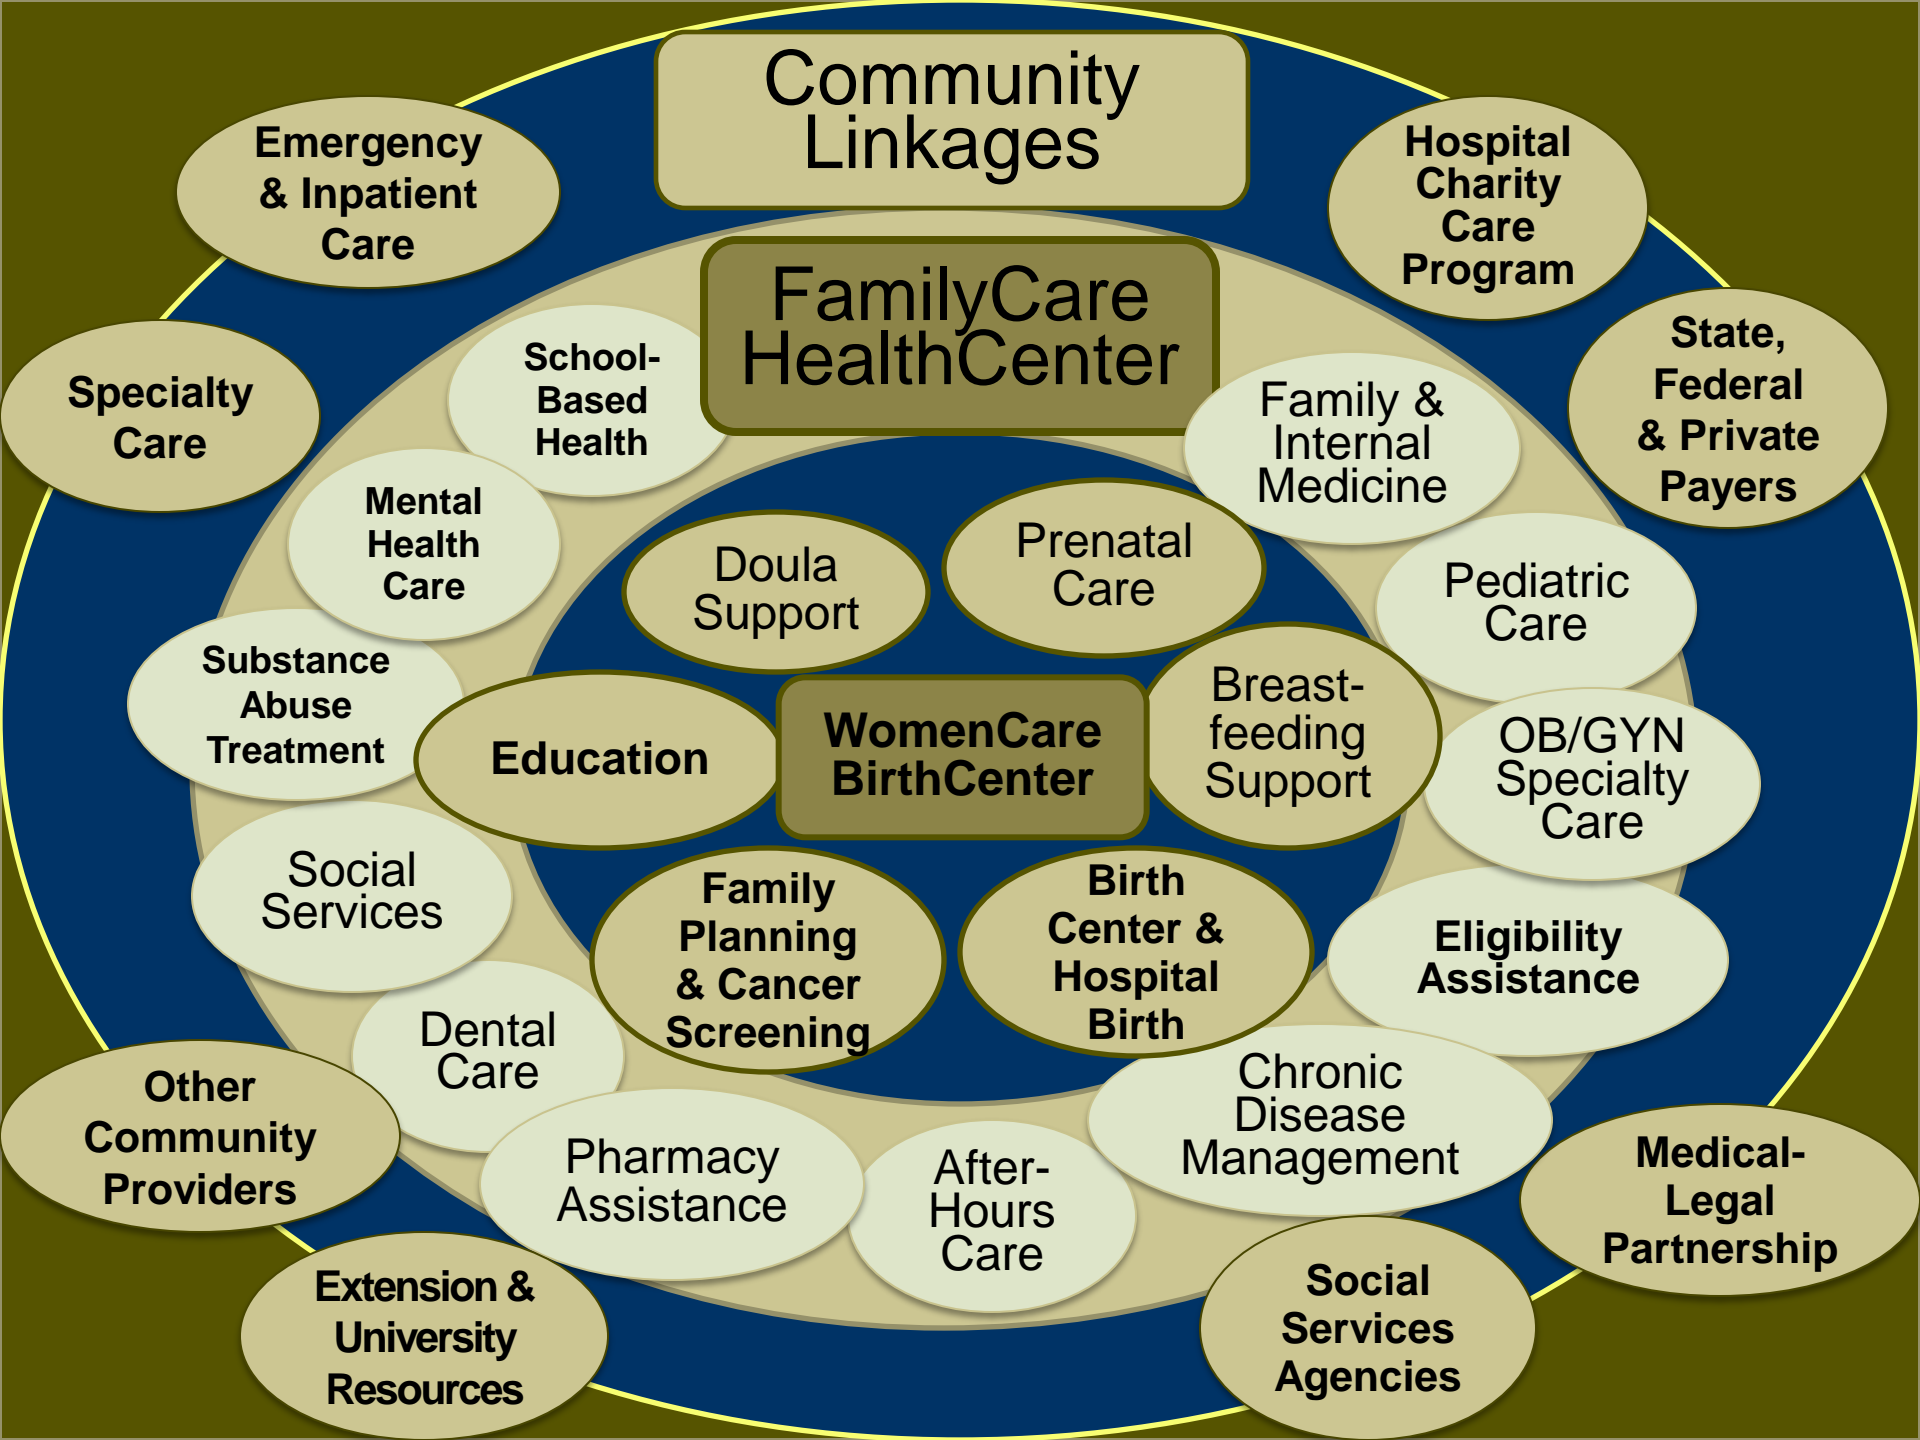 Community
Linkages
Emergency
& Inpatient
Care
Hospital
Charity
Care
Program
FamilyCare
HealthCenter
State,
Federal
& Private
Payers
Specialty
Care
School-
Based
Health
Family &
Internal
Medicine
Mental
Health
Care
Doula
Support
Prenatal
Care
Pediatric
Care
Substance
Abuse
Treatment
Education
WomenCare
BirthCenter
Breast-
feeding
Support
OB/GYN
Specialty
Care
Social
Services
Family
Planning
& Cancer
Screening
Birth
Center &
Hospital
Birth
Eligibility
Assistance
Dental
Care
Other
Community
Providers
Pharmacy
Assistance
After-
Hours
Care
Chronic
Disease
Management
Medical-
Legal
Partnership
Extension &
University
Resources
Social
Services
Agencies